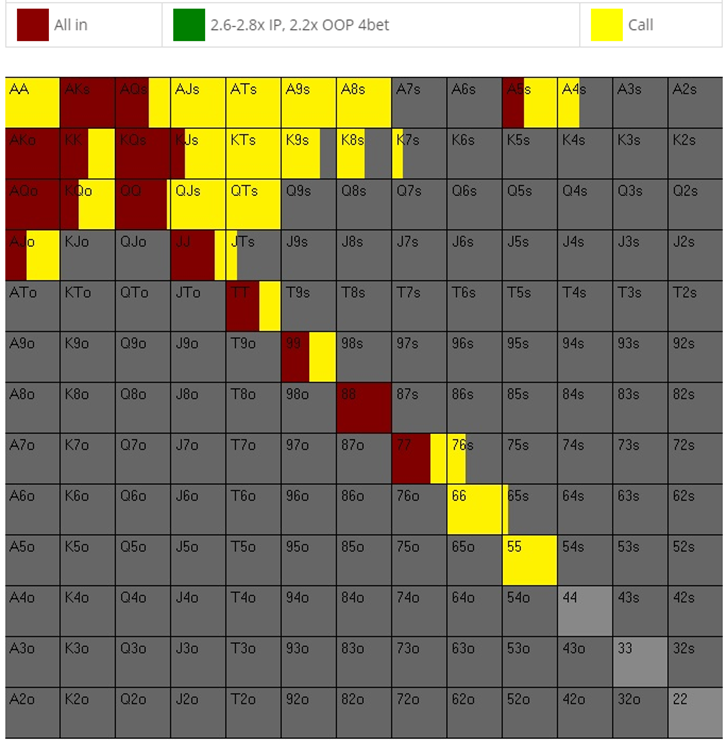 All in 2.6-2.8x IP, 2.2x OOP 4bet Call
AA AKs AQs AJs ATs A9s A8s A7s A6s A5s A4s A3s A2s
AKo KK KQs KJs KTs K9s K8s K7s K6s K5s K4s K3s K2s
AQo KQo QQ QJs QTs Q9s Q8s Q7s Q6s Q5s Q4s Q3s Q2s
AJo KJo QJo JJ JTs J9s J8s J7s J6s J5s J4s J3s J2s
ATo KTo QTo JTo TT T9s T8s T7s T6s T5s T4s T3s T2s
A9o K9o Q9o J9o T9o 99 98s 97s 96s 95s 94s 93s 92s
A8o K8o Q8o J8o T8o 98o 88 87s 86s 85s 84s 83s 82s
A7o K7o Q7o J7o T7o 97o 87o 77 76s 75s 74s 73s 72s
A6o K6o Q6o J6o T6o 96o 86o 76o 66 65s 64s 63s 62s
A5o K5o Q5o J5o T5o 95o 85o 75o 65o 55 54s 53s 52s
A4o K4o Q4o J4o T4o 94o 84o 74o 64o 54o 44 43s 42s
A3o K3o Q3o J3o T3o 93o 83o 73o 63o 53o 43o 33 32s
A2o K2o Q2o J2o T2o 92o 82o 72o 62o 52o 42o 32o 22